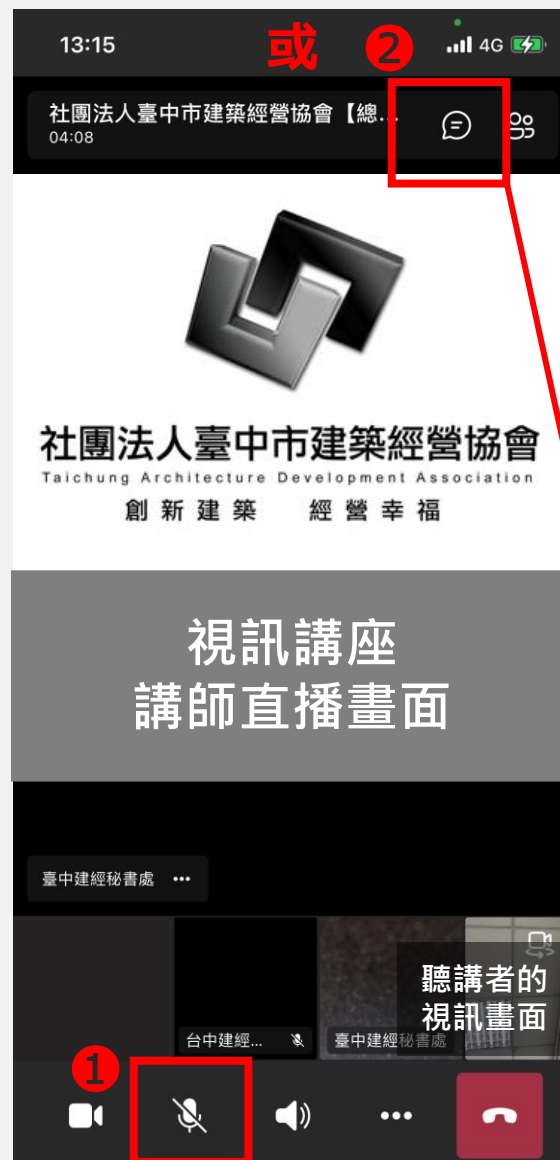 13:15
或 ❷
4G
社團法人臺中市建築經營協會【總...
04:08
社團法人臺中市建築經營協會
Taichung Architecture Development Association
創新建築 經營幸福
視訊講座
講師直播畫面
臺中建經秘書處 •••
聽講者的
視訊畫面
台中建經...
臺中建經秘書處
❶